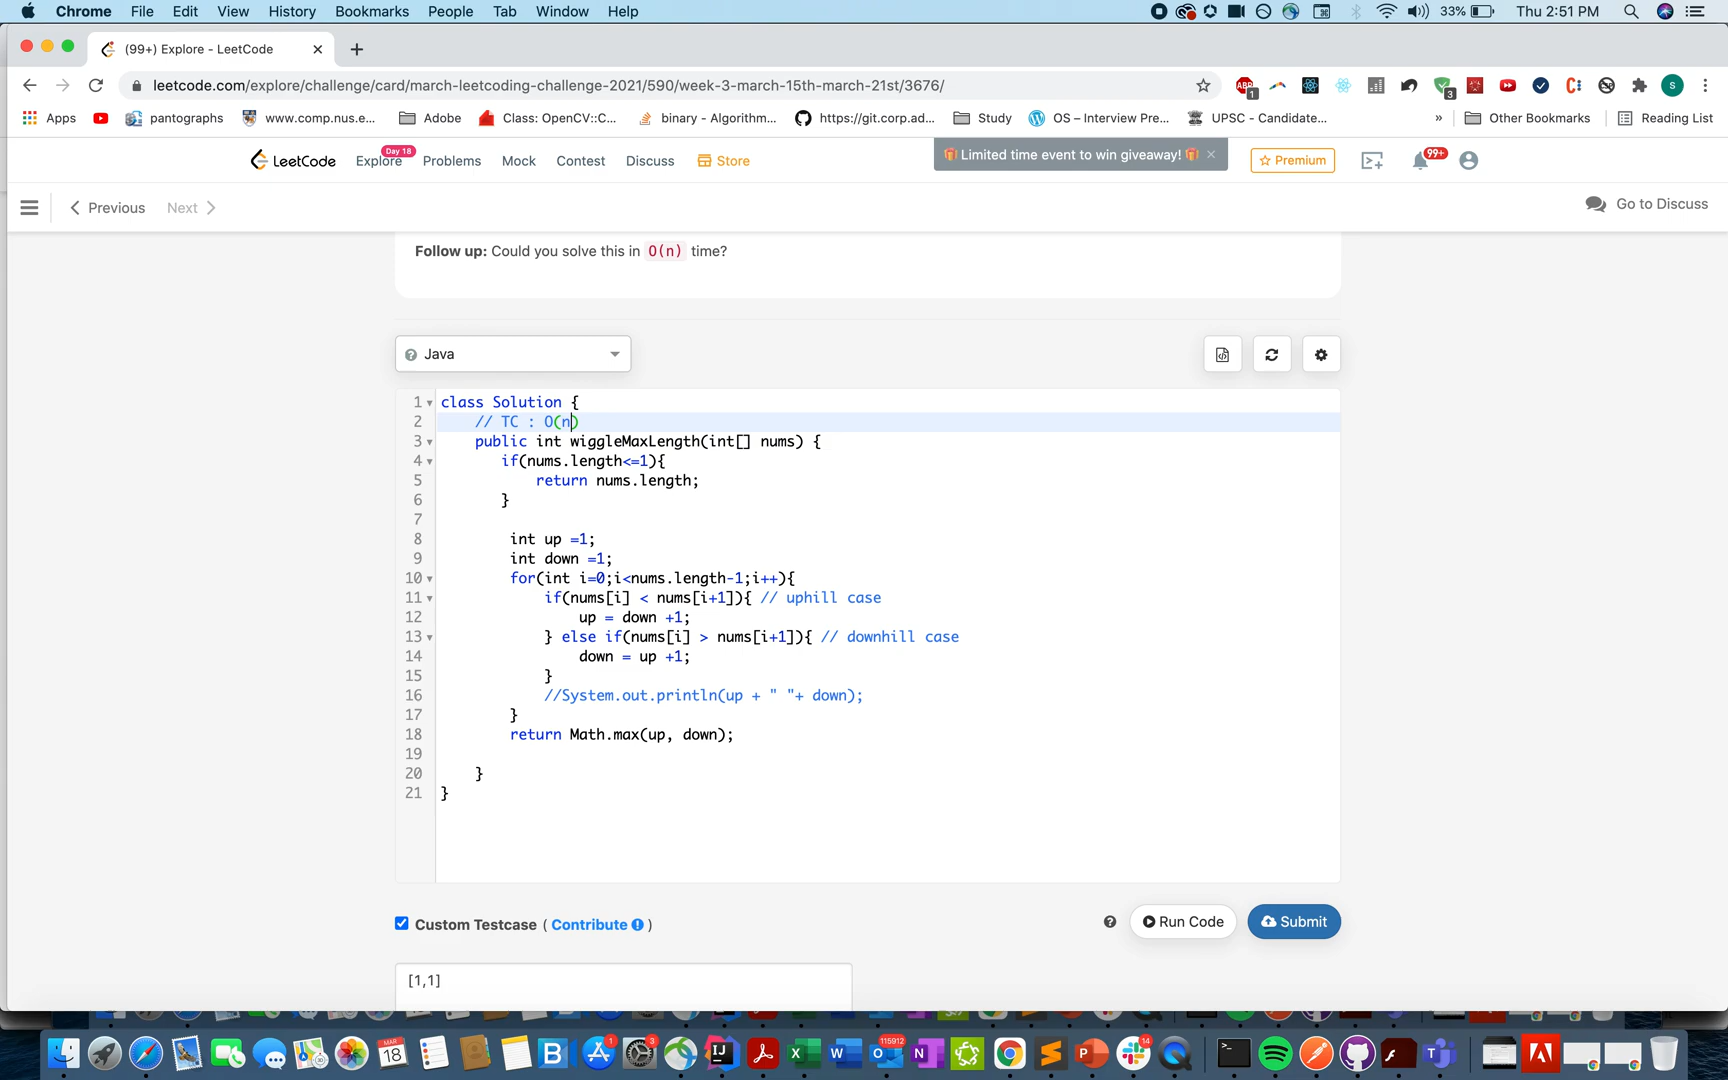 Chrome File Edit View History Bookmarks People Tab Window Help 33% Thu 2:51 PM
(99+) Explore - LeetCode
leetcode.com/explore/challenge/card/march-leetcoding-challenge-2021/590/week-3-march-15th-march-21st/3676/
Apps pantographs www.comp.nus.e... Adobe Class: OpenCV::C... binary - Algorithm... https://git.corp.ad... Study OS – Interview Pre... UPSC - Candidate... » Other Bookmarks Reading List
LeetCode Explore Day 18 Problems Mock Contest Discuss Store Limited time event to win giveaway! Premium 99+
Previous Next Go to Discuss
Follow up: Could you solve this in O(n) time?
Java
1 class Solution {
2 // TC : O(n)
3 public int wiggleMaxLength(int[] nums) {
4 if(nums.length<=1){
5 return nums.length;
6 }
7
8 int up =1;
9 int down =1;
10 for(int i=0;i<nums.length-1;i++){
11 if(nums[i] < nums[i+1]){ // uphill case
12 up = down +1;
13 } else if(nums[i] > nums[i+1]){ // downhill case
14 down = up +1;
15 }
16 //System.out.println(up + " "+ down);
17 }
18 return Math.max(up, down);
19
20 }
21 }
Custom Testcase ( Contribute )
Run Code Submit
[1,1]